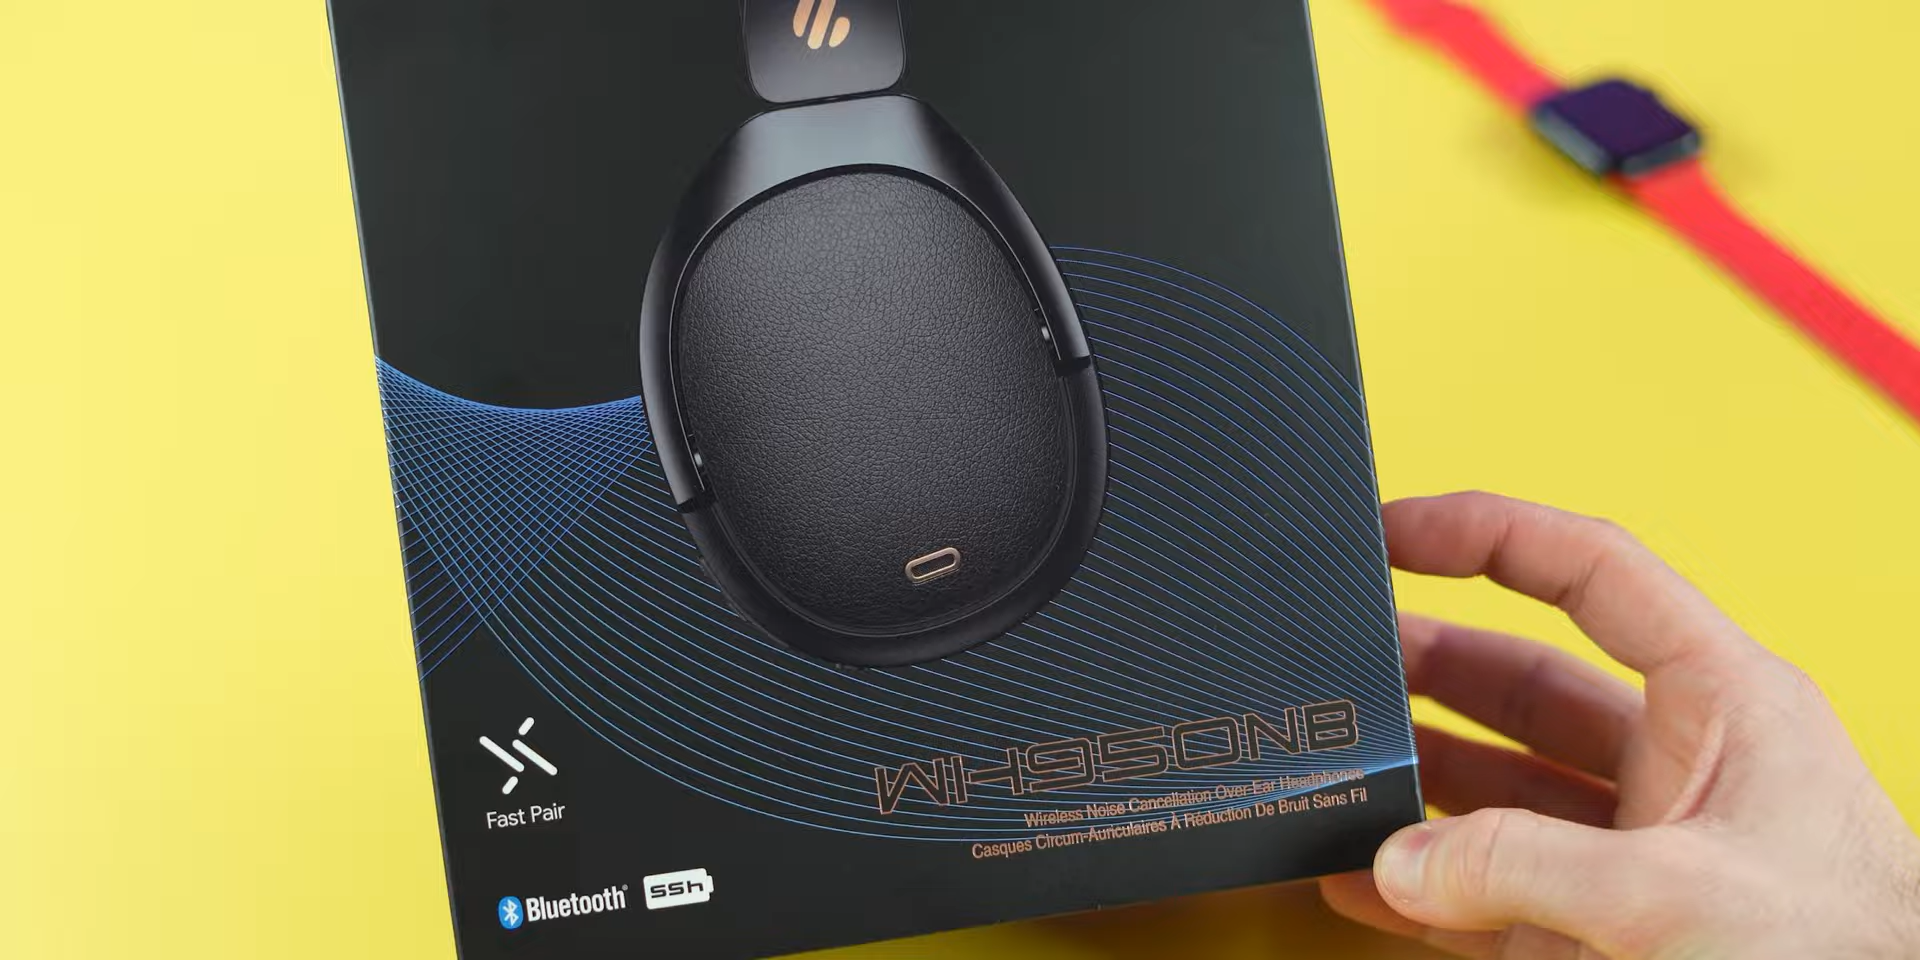 WH950NB
Wireless Noise Cancellation Over-Ear Headphones
Casques Circum-Auriculaires À Réduction De Bruit Sans Fil
Fast Pair
Bluetooth®
55h